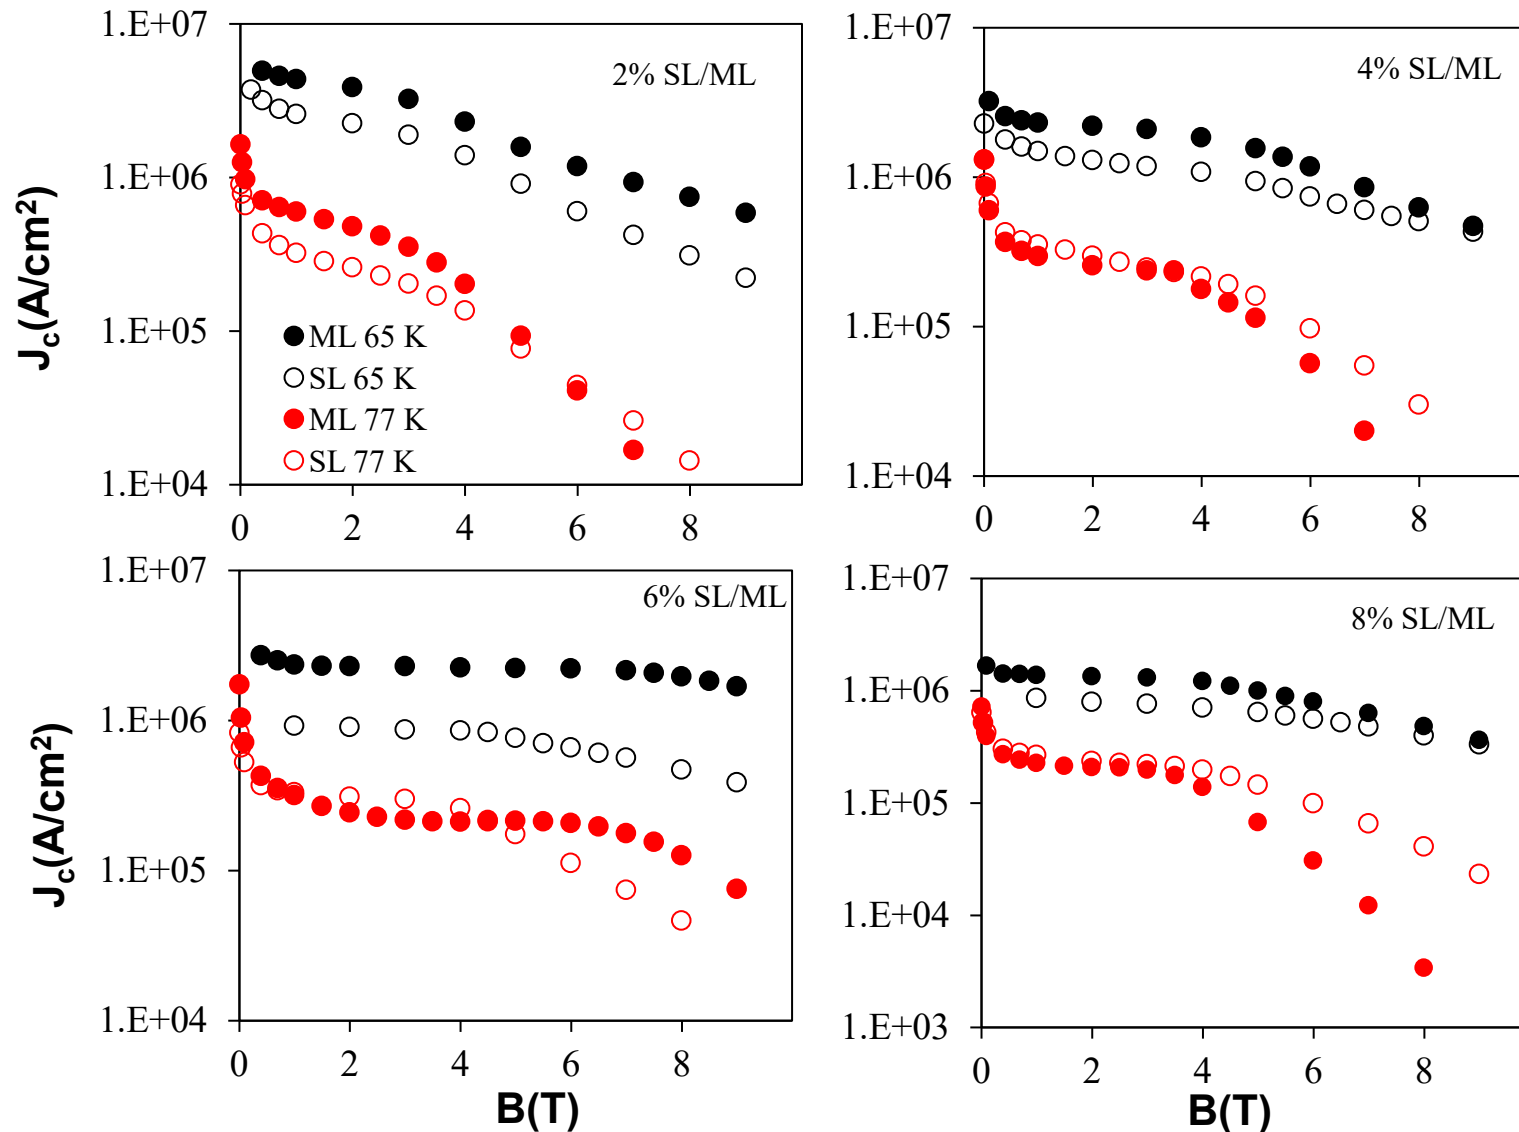 1.E+07
2% SL/ML
1.E+06
Jc(A/cm²)
1.E+05
ML 65 K
SL 65 K
ML 77 K
SL 77 K
1.E+04
0 2 4 6 8
1.E+07
4% SL/ML
1.E+06
1.E+05
1.E+04
0 2 4 6 8
1.E+07
6% SL/ML
1.E+06
Jc(A/cm²)
1.E+05
1.E+04
0 2 4 6 8
B(T)
1.E+07
8% SL/ML
1.E+06
1.E+05
1.E+04
1.E+03
0 2 4 6 8
B(T)